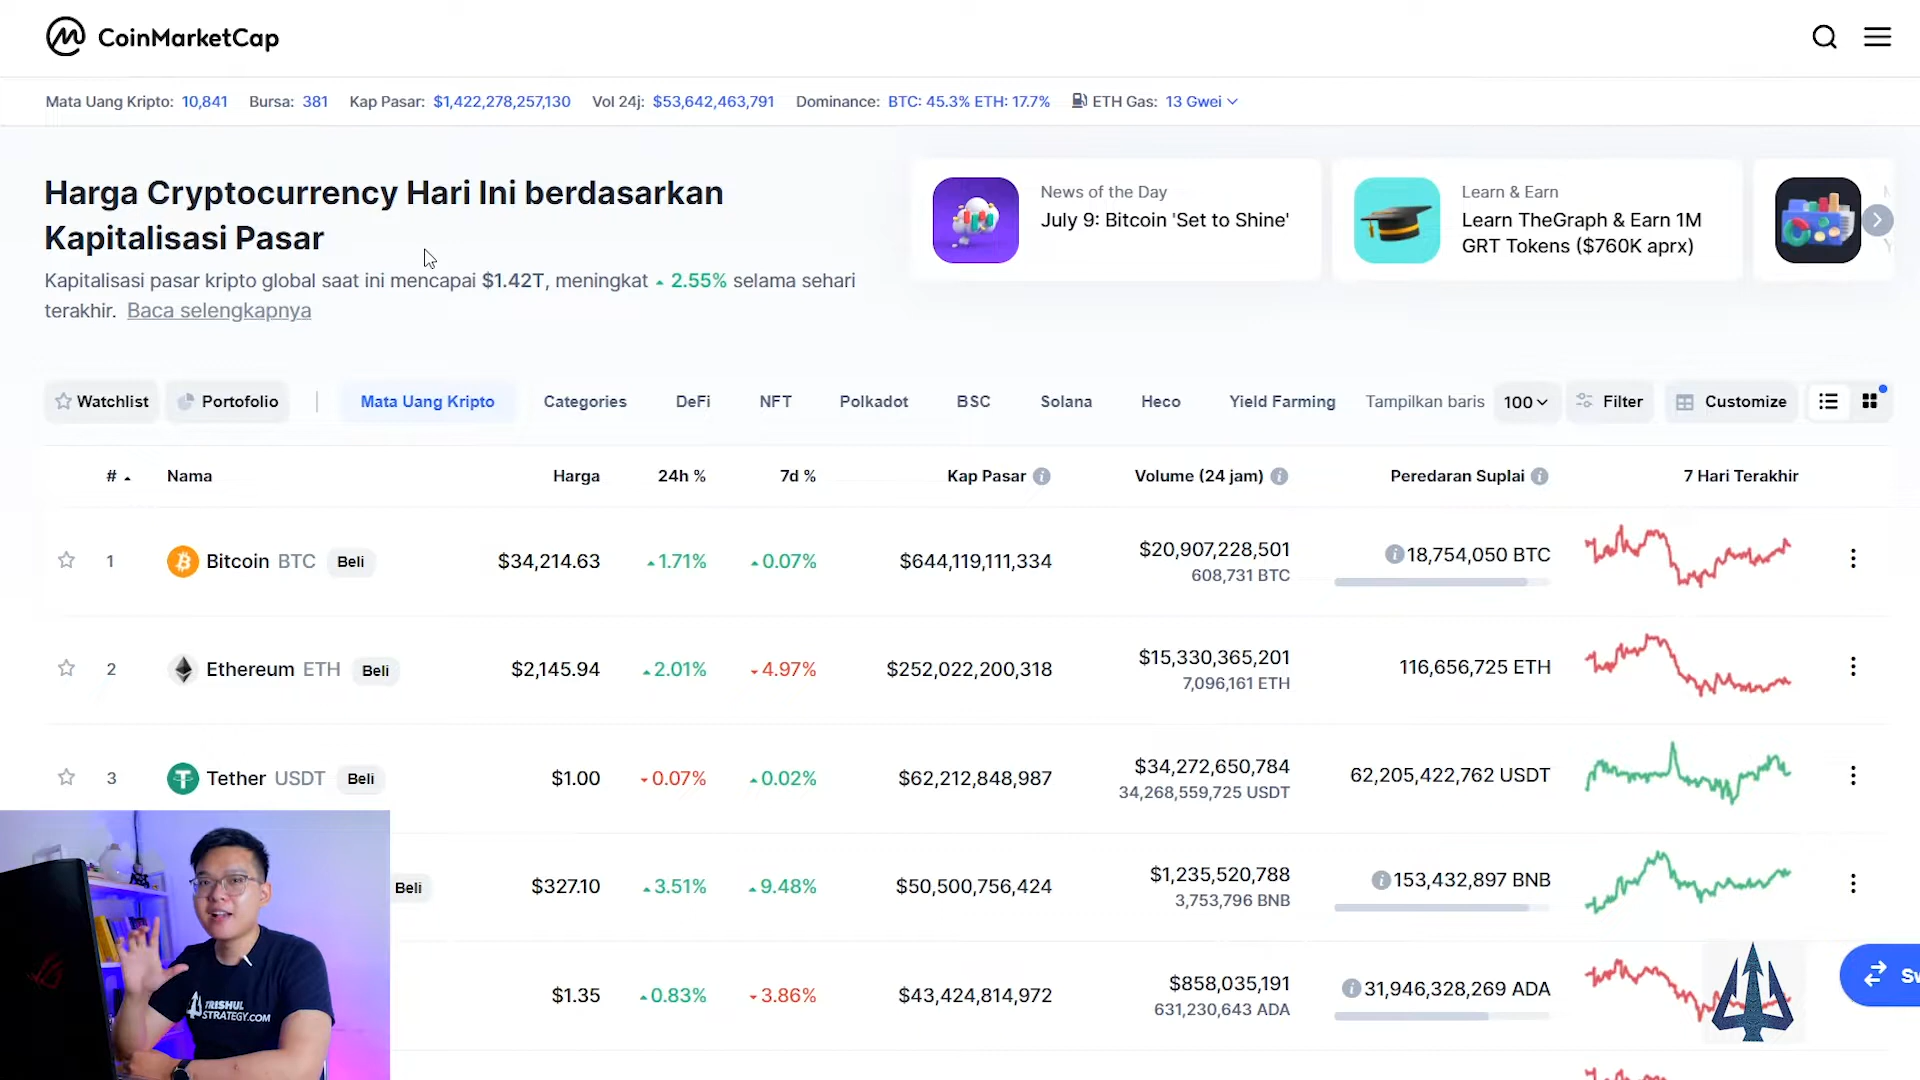 CoinMarketCap
Mata Uang Kripto: 10,841 Bursa: 381 Kap Pasar: $1,422,278,257,130 Vol 24j: $53,642,463,791 Dominance: BTC: 45.3% ETH: 17.7% ETH Gas: 13 Gwei
Harga Cryptocurrency Hari Ini berdasarkan
Kapitalisasi Pasar
Kapitalisasi pasar kripto global saat ini mencapai $1.42T, meningkat 2.55% selama sehari
terakhir. Baca selengkapnya
News of the Day
July 9: Bitcoin 'Set to Shine'
Learn & Earn
Learn TheGraph & Earn 1M
GRT Tokens ($760K aprx)
Watchlist Portofolio Mata Uang Kripto Categories DeFi NFT Polkadot BSC Solana Heco Yield Farming Tampilkan baris 100 Filter Customize
# Nama Harga 24h % 7d % Kap Pasar Volume (24 jam) Peredaran Suplai 7 Hari Terakhir
1 Bitcoin BTC Beli $34,214.63 1.71% 0.07% $644,119,111,334 $20,907,228,501 18,754,050 BTC
608,731 BTC
2 Ethereum ETH Beli $2,145.94 2.01% 4.97% $252,022,200,318 $15,330,365,201 116,656,725 ETH
7,096,161 ETH
3 Tether USDT Beli $1.00 0.07% 0.02% $62,212,848,987 $34,272,650,784 62,205,422,762 USDT
34,268,559,725 USDT
Beli $327.10 3.51% 9.48% $50,500,756,424 $1,235,520,788 153,432,897 BNB
3,753,796 BNB
$1.35 0.83% 3.86% $43,424,814,972 $858,035,191 31,946,328,269 ADA
631,230,643 ADA
TRISHUL
STRATEGY.COM